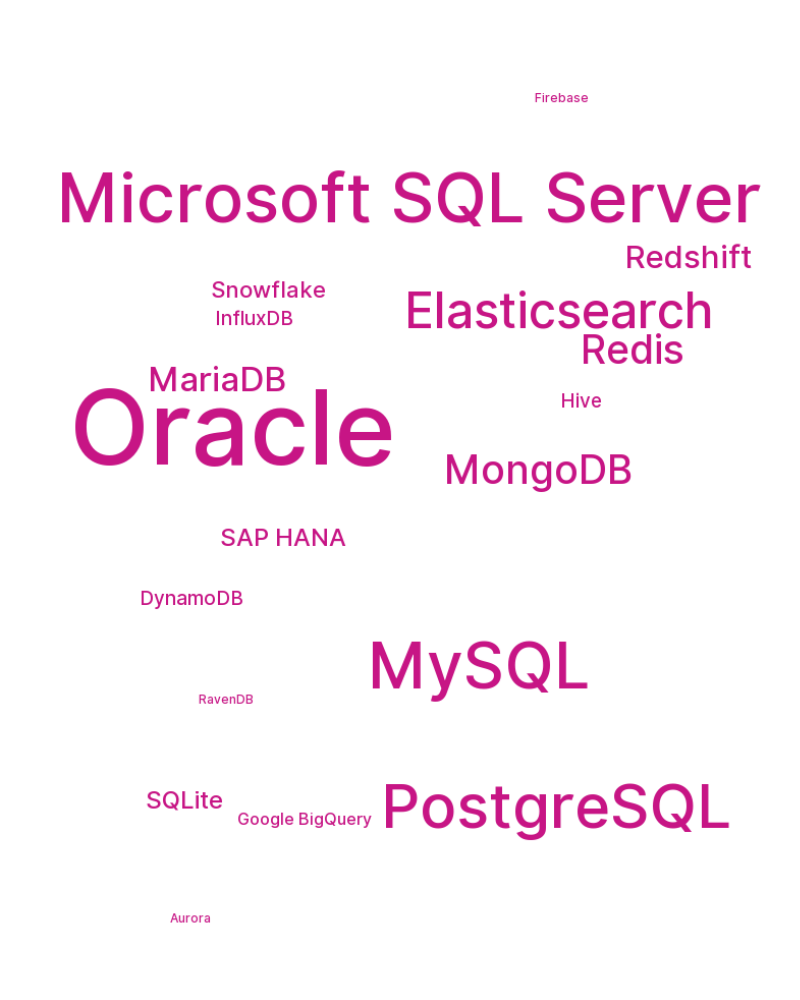 Firebase
Microsoft SQL Server
Redshift
Snowflake
Elasticsearch
InfluxDB
Redis
MariaDB
Hive
Oracle
MongoDB
SAP HANA
DynamoDB
MySQL
RavenDB
SQLite
PostgreSQL
Google BigQuery
Aurora